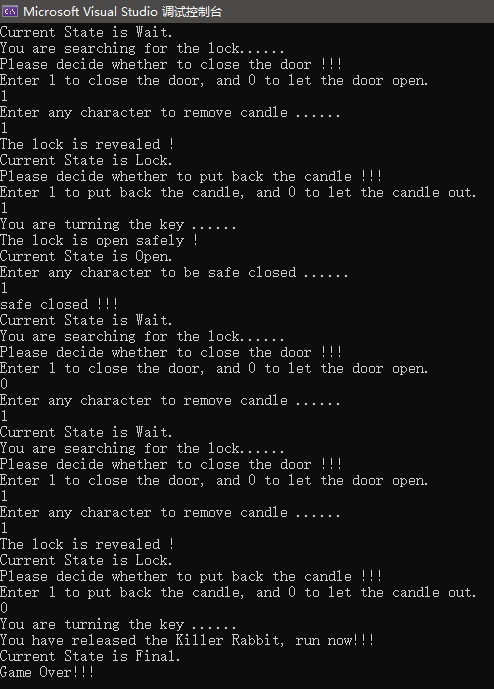 Microsoft Visual Studio 调试控制台
Current State is Wait.
You are searching for the lock......
Please decide whether to close the door !!!
Enter 1 to close the door, and 0 to let the door open.
1
Enter any character to remove candle ......
1
The lock is revealed !
Current State is Lock.
Please decide whether to put back the candle !!!
Enter 1 to put back the candle, and 0 to let the candle out.
1
You are turning the key ......
The lock is open safely !
Current State is Open.
Enter any character to be safe closed ......
1
safe closed !!!
Current State is Wait.
You are searching for the lock......
Please decide whether to close the door !!!
Enter 1 to close the door, and 0 to let the door open.
0
Enter any character to remove candle ......
1
Current State is Wait.
You are searching for the lock......
Please decide whether to close the door !!!
Enter 1 to close the door, and 0 to let the door open.
1
Enter any character to remove candle ......
1
The lock is revealed !
Current State is Lock.
Please decide whether to put back the candle !!!
Enter 1 to put back the candle, and 0 to let the candle out.
0
You are turning the key ......
You have released the Killer Rabbit, run now!!!
Current State is Final.
Game Over!!!